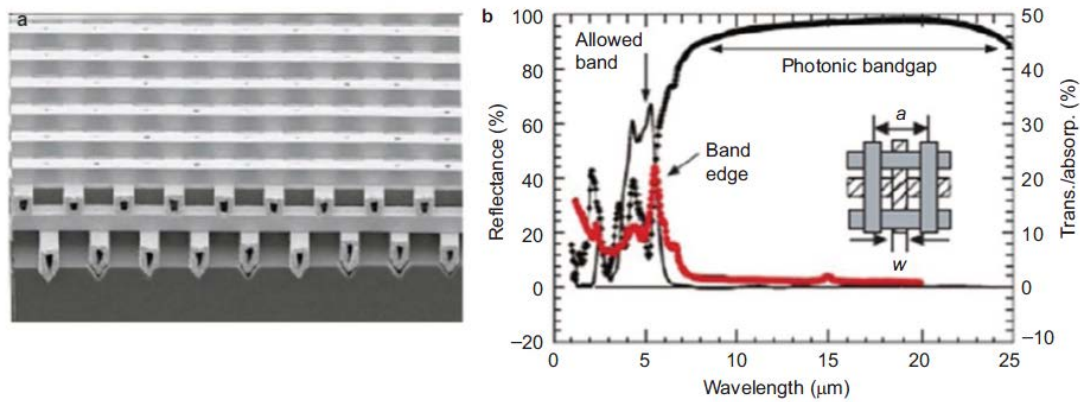 a
b
100
80
60
40
20
0
–20
Reflectance (%)
Allowed
band
Photonic bandgap
Band
edge
a
w
50
40
30
20
10
0
–10
Trans./absorp. (%)
0
5
10
15
20
25
Wavelength (μm)